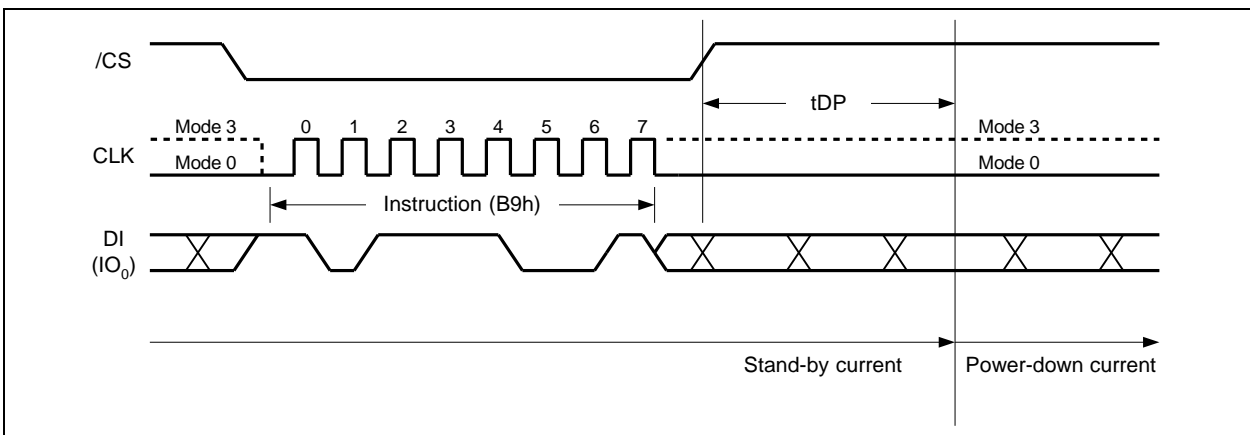 /CS
tDP
Mode 3
0 1 2 3 4 5 6 7
Mode 3
CLK
Mode 0
Mode 0
Instruction (B9h)
DI
(IO₀)
Stand-by current
Power-down current